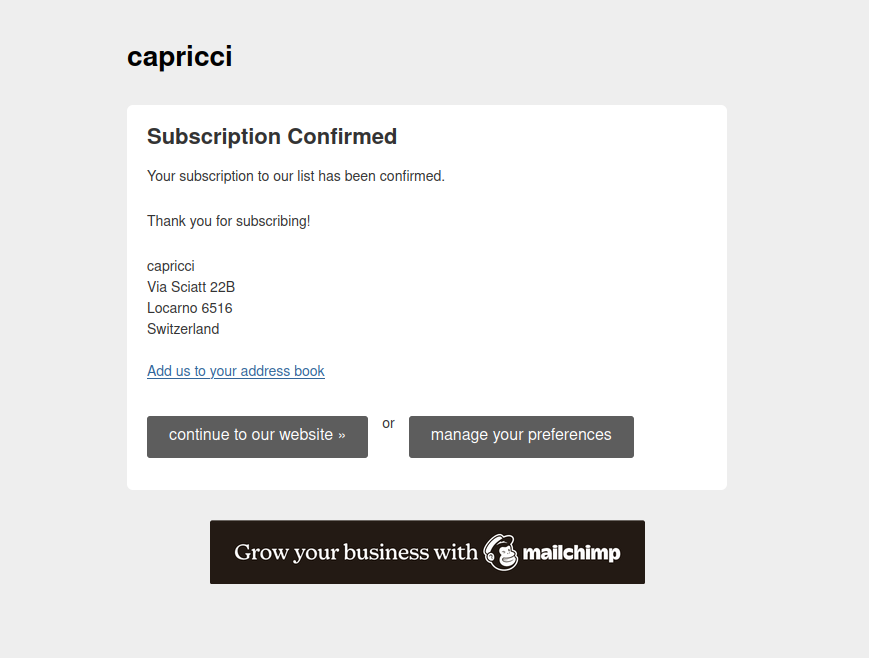 capricci
Subscription Confirmed
Your subscription to our list has been confirmed.
Thank you for subscribing!
capricci
Via Sciatt 22B
Locarno 6516
Switzerland
Add us to your address book
continue to our website »
or
manage your preferences
Grow your business with mailchimp